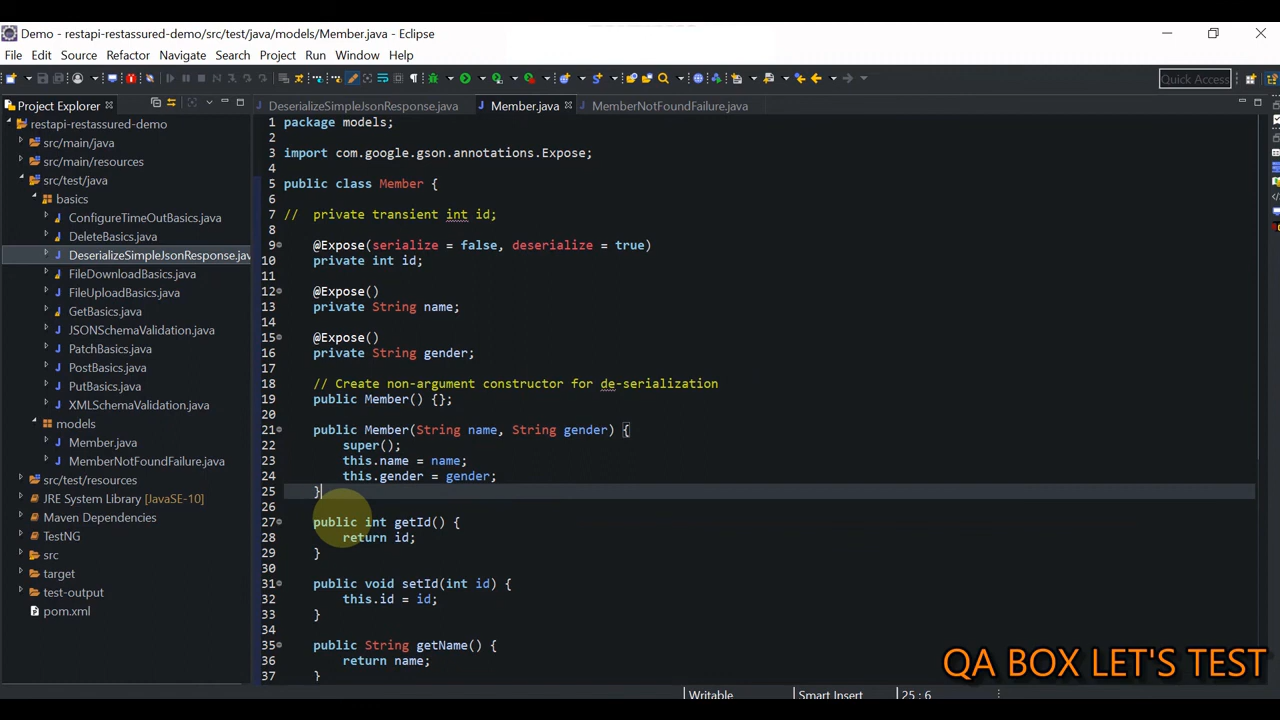 Demo - restapi-restassured-demo/src/test/java/models/Member.java - Eclipse
File Edit Source Refactor Navigate Search Project Run Window Help
Quick Access
Project Explorer
DeserializeSimpleJsonResponse.java
Member.java
MemberNotFoundFailure.java
restapi-restassured-demo
src/main/java
src/main/resources
src/test/java
basics
ConfigureTimeOutBasics.java
DeleteBasics.java
DeserializeSimpleJsonResponse.jav
FileDownloadBasics.java
FileUploadBasics.java
GetBasics.java
JSONSchemaValidation.java
PatchBasics.java
PostBasics.java
PutBasics.java
XMLSchemaValidation.java
models
Member.java
MemberNotFoundFailure.java
src/test/resources
JRE System Library [JavaSE-10]
Maven Dependencies
TestNG
src
target
test-output
pom.xml
1 package models;
2
3 import com.google.gson.annotations.Expose;
4
5 public class Member {
6
7 // private transient int id;
8
9 @Expose(serialize = false, deserialize = true)
10 private int id;
11
12 @Expose()
13 private String name;
14
15 @Expose()
16 private String gender;
17
18 // Create non-argument constructor for de-serialization
19 public Member() {};
20
21 public Member(String name, String gender) {
22 super();
23 this.name = name;
24 this.gender = gender;
25 }
26
27 public int getId() {
28 return id;
29 }
30
31 public void setId(int id) {
32 this.id = id;
33 }
34
35 public String getName() {
36 return name;
37 }
QA BOX LET'S TEST
Writable
Smart Insert
25 : 6